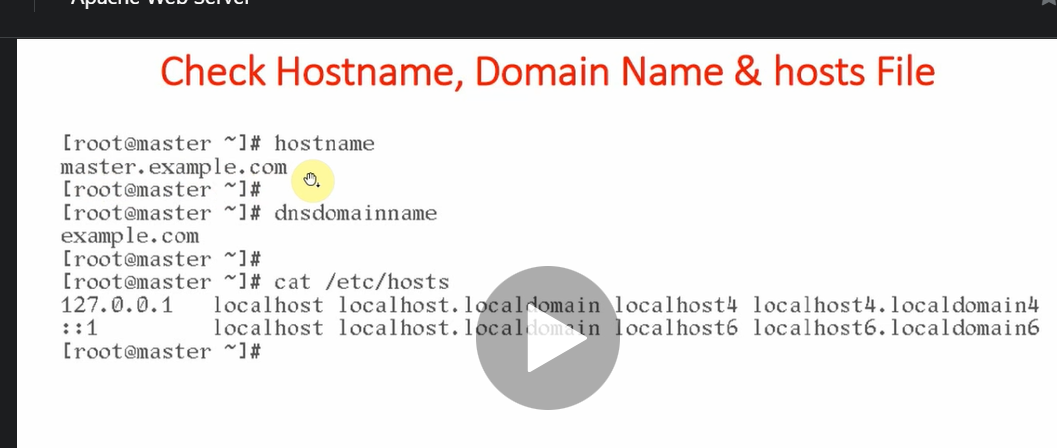 Apache Web Server
Check Hostname, Domain Name & hosts File
[root@master ~]# hostname
master.example.com
[root@master ~]#
[root@master ~]# dnsdomainname
example.com
[root@master ~]#
[root@master ~]# cat /etc/hosts
127.0.0.1 localhost localhost.localdomain localhost4 localhost4.localdomain4
::1 localhost localhost.localdomain localhost6 localhost6.localdomain6
[root@master ~]#